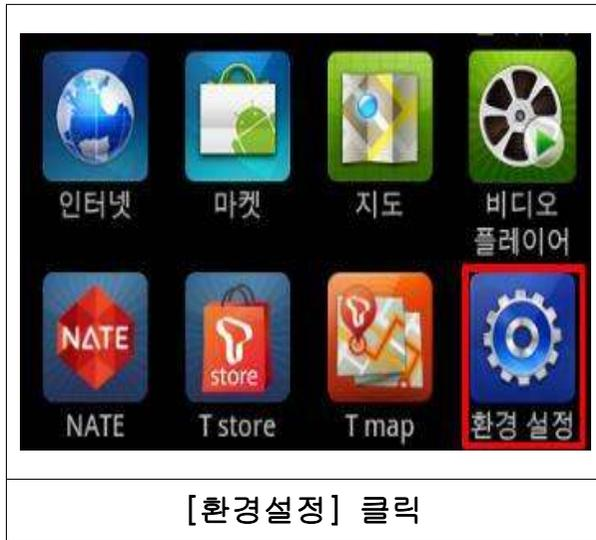 인터넷
마켓
지도
비디오
플레이어
NATE
store
NATE
T store
T map
환경 설정
[환경설정] 클릭